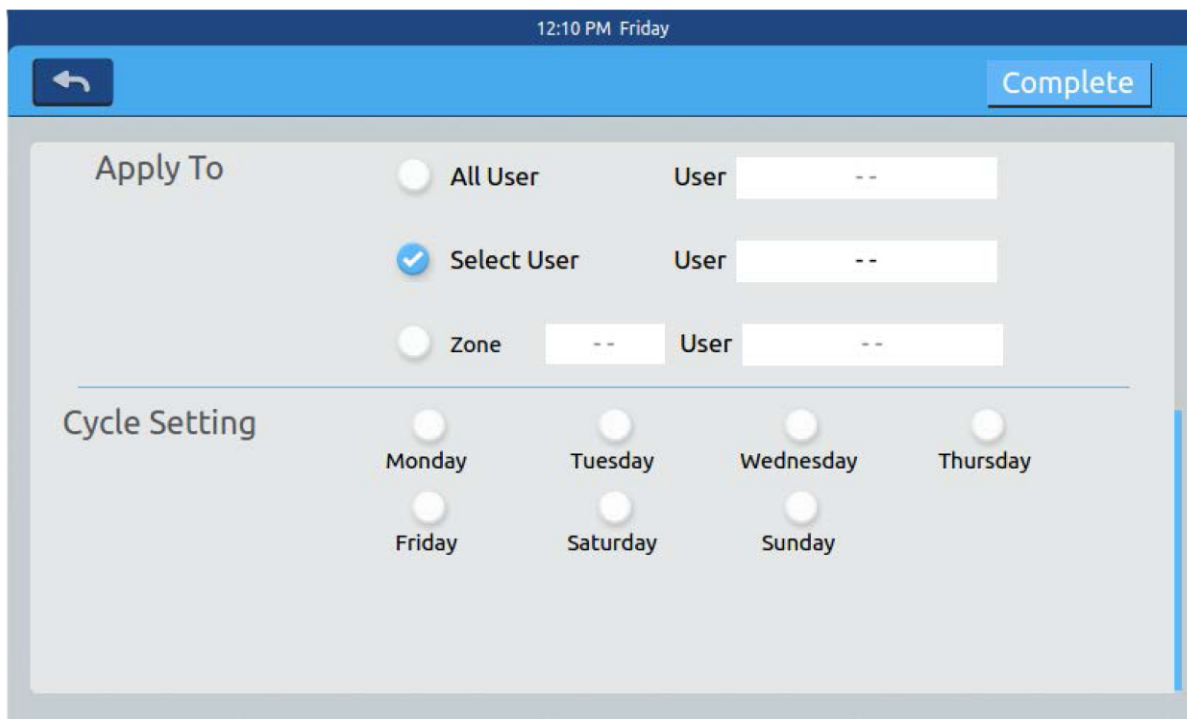 12:10 PM Friday
Complete
Apply To
All User User --
Select User User --
Zone -- User --
Cycle Setting
Monday Tuesday Wednesday Thursday
Friday Saturday Sunday